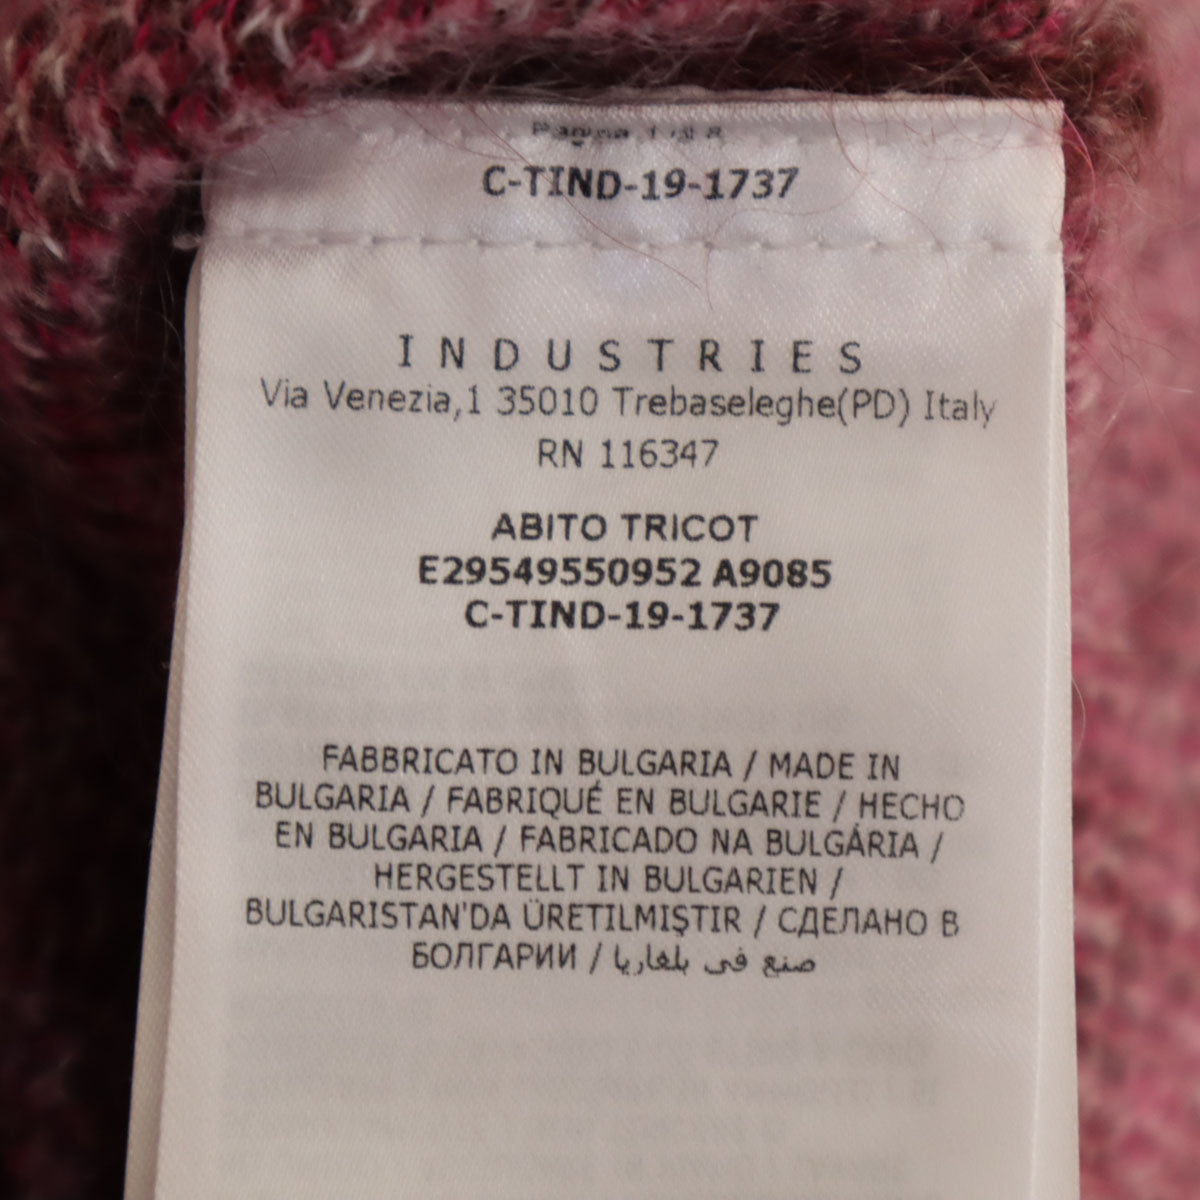 C-TIND-19-1737
INDUSTRIES
Via Venezia,1 35010 Trebaseleghe(PD) Italy
RN 116347
ABITO TRICOT
E29549550952 A9085
C-TIND-19-1737
FABBRICATO IN BULGARIA / MADE IN
BULGARIA / FABRIQUÉ EN BULGARIE / HECHO
EN BULGARIA / FABRICADO NA BULGÁRIA /
HERGESTELLT IN BULGARIEN /
BULGARISTAN'DA ÜRETILMIŞTIR / СДЕЛАНО В
БОЛГАРИИ / صنع في بلغاريا